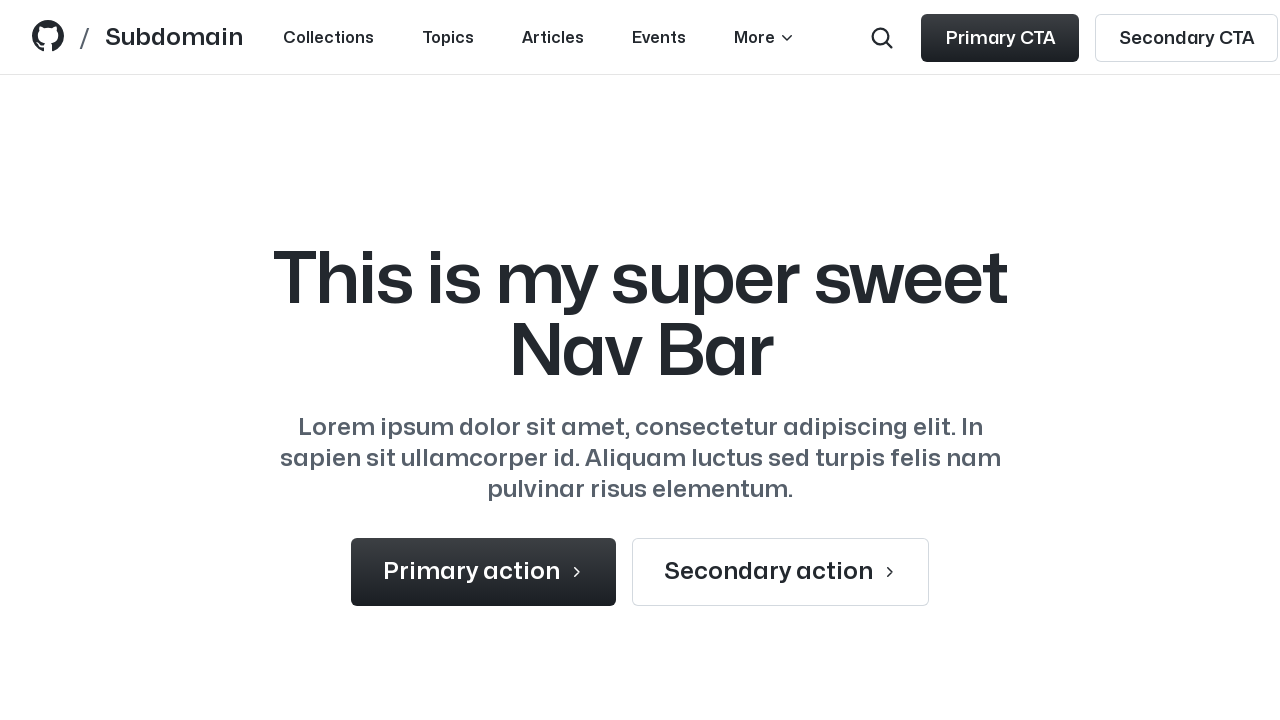 / Subdomain Collections Topics Articles Events More Primary CTA Secondary CTA
This is my super sweet
Nav Bar
Lorem ipsum dolor sit amet, consectetur adipiscing elit. In
sapien sit ullamcorper id. Aliquam luctus sed turpis felis nam
pulvinar risus elementum.
Primary action Secondary action